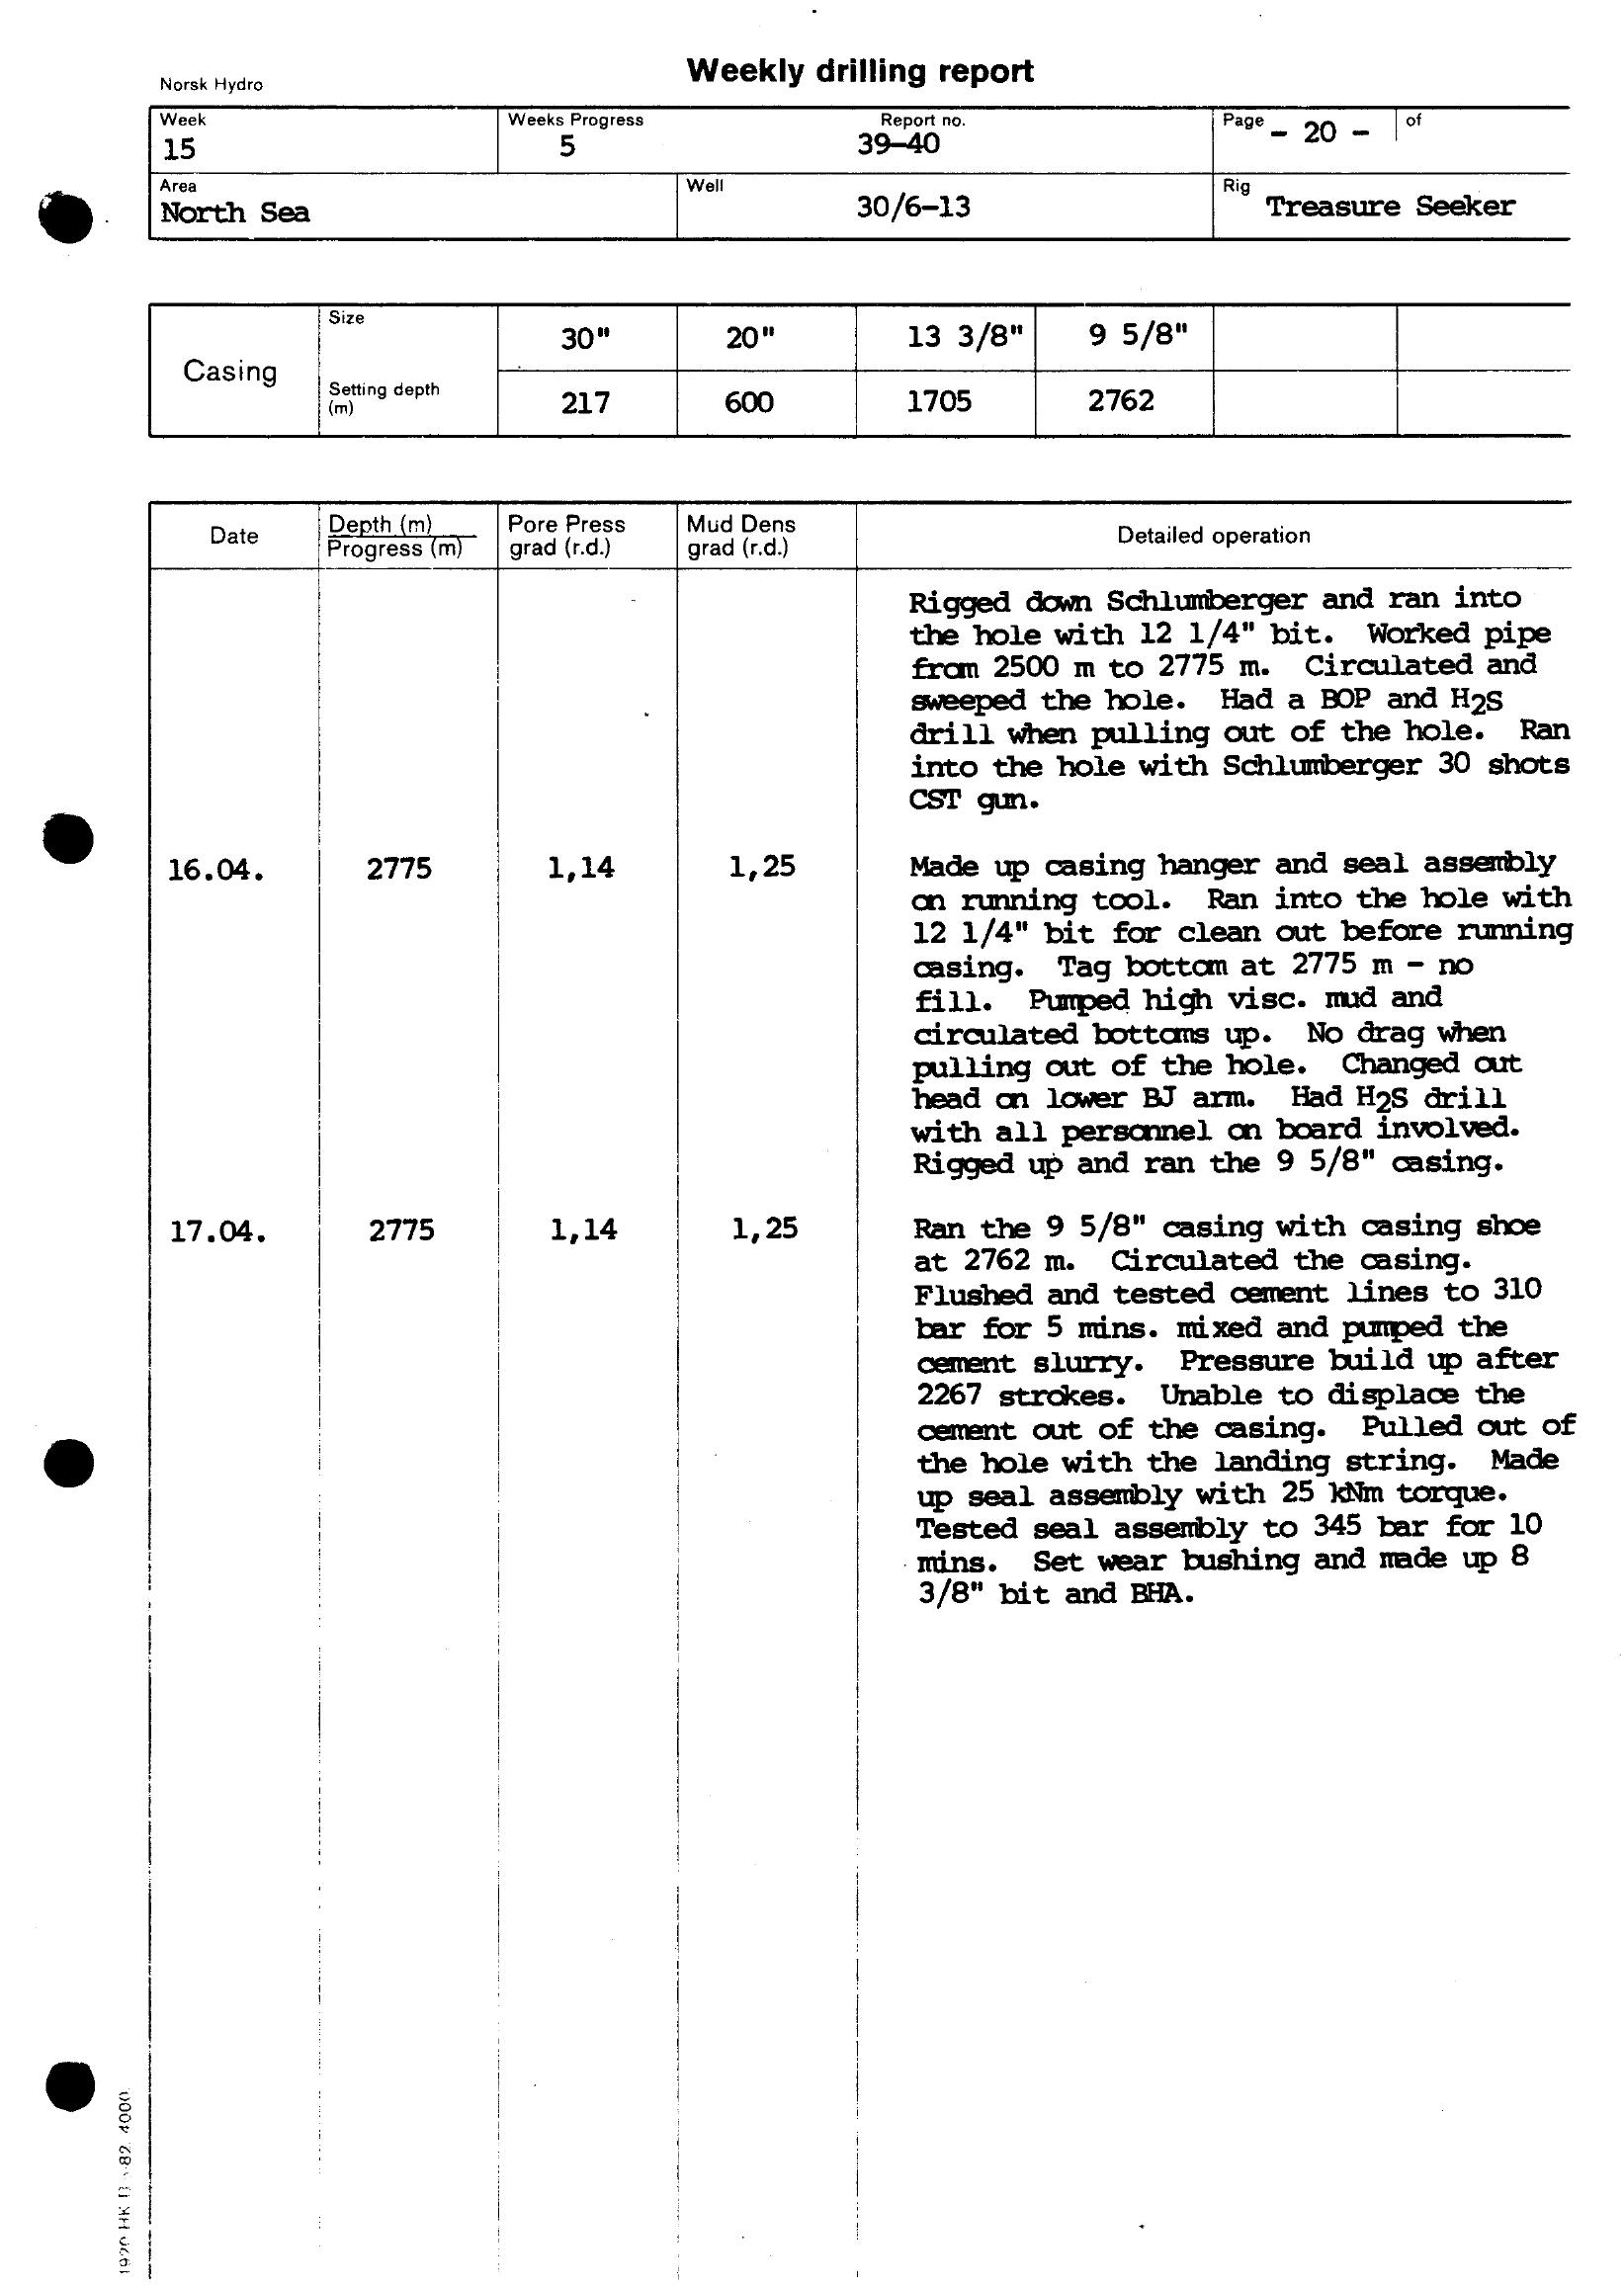 Norsk Hydro
Weekly drilling report
Week Weeks Progress Report no. Page - 20 - of
15 5 39-40
Area Well Rig
North Sea 30/6-13 Treasure Seeker
Size
30" 20" 13 3/8" 9 5/8"
Casing
Setting depth
(m)
217 600 1705 2762
Date Depth (m) Pore Press Mud Dens Detailed operation
Progress (m) grad (r.d.) grad (r.d.)
Rigged down Schlumberger and ran into
the hole with 12 1/4" bit. Worked pipe
from 2500 m to 2775 m. Circulated and
sweeped the hole. Had a BOP and H2S
drill when pulling out of the hole. Ran
into the hole with Schlumberger 30 shots
CST gun.
16.04. 2775 1,14 1,25 Made up casing hanger and seal assembly
on running tool. Ran into the hole with
12 1/4" bit for clean out before running
casing. Tag bottom at 2775 m - no
fill. Pumped high visc. mud and
circulated bottoms up. No drag when
pulling out of the hole. Changed out
head on lower BJ arm. Had H2S drill
with all personnel on board involved.
Rigged up and ran the 9 5/8" casing.
17.04. 2775 1,14 1,25 Ran the 9 5/8" casing with casing shoe
at 2762 m. Circulated the casing.
Flushed and tested cement lines to 310
bar for 5 mins. mixed and pumped the
cement slurry. Pressure build up after
2267 strokes. Unable to displace the
cement out of the casing. Pulled out of
the hole with the landing string. Made
up seal assembly with 25 kNm torque.
Tested seal assembly to 345 bar for 10
mins. Set wear bushing and made up 8
3/8" bit and BHA.
82 4000